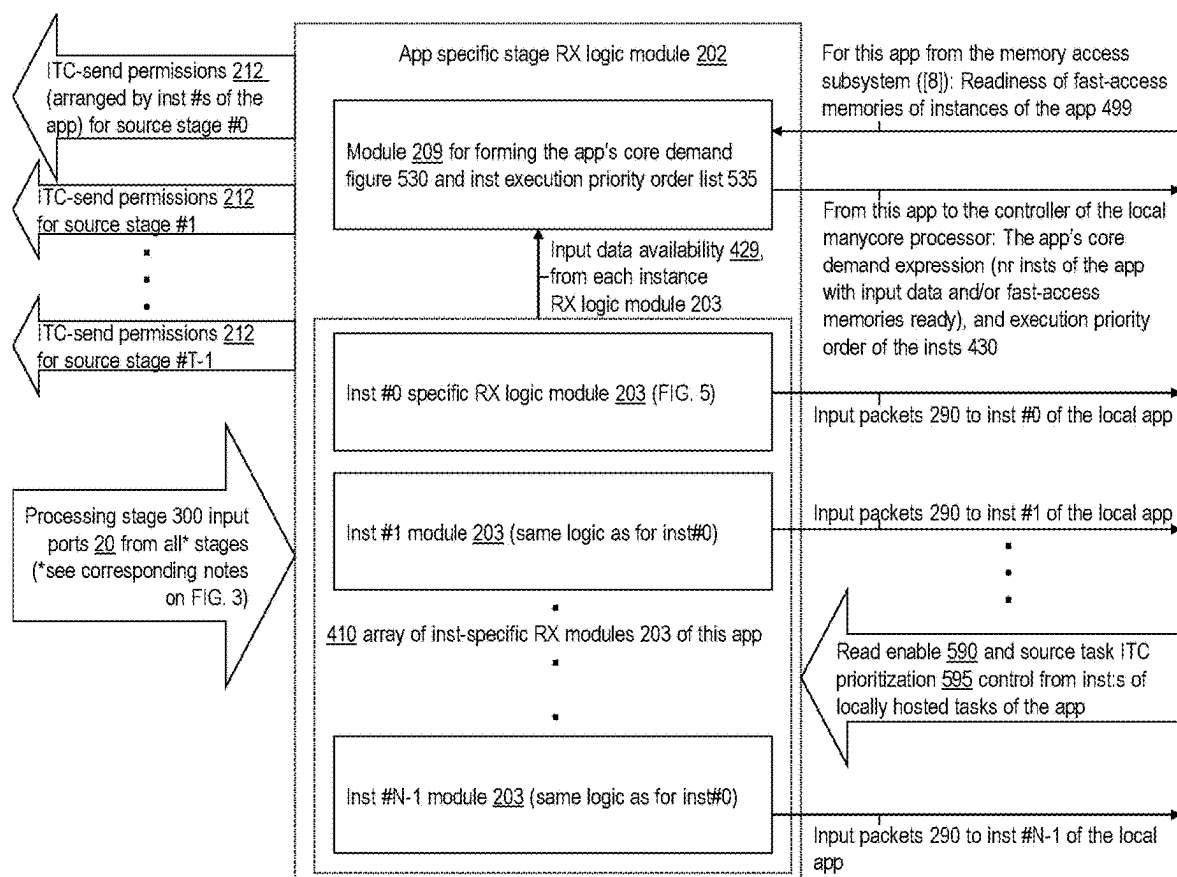 ITC-send permissions 212
(arranged by inst #s of the
app) for source stage #0
ITC-send permissions 212
for source stage #1
ITC-send permissions 212
for source stage #T-1
Processing stage 300 input
ports 20 from all* stages
(*see corresponding notes
on FIG. 3)
App specific stage RX logic module 202
Module 209 for forming the app's core demand
figure 530 and inst execution priority order list 535
Input data availability 429,
from each instance
RX logic module 203
Inst #0 specific RX logic module 203 (FIG. 5)
Inst #1 module 203 (same logic as for inst#0)
410 array of inst-specific RX modules 203 of this app
Inst #N-1 module 203 (same logic as for inst#0)
For this app from the memory access
subsystem ([8]): Readiness of fast-access
memories of instances of the app 499
From this app to the controller of the local
manycore processor: The app's core
demand expression (nr insts of the app
with input data and/or fast-access
memories ready), and execution priority
order of the insts 430
Input packets 290 to inst #0 of the local app
Input packets 290 to inst #1 of the local app
Read enable 590 and source task ITC
prioritization 595 control from inst:s of
locally hosted tasks of the app
Input packets 290 to inst #N-1 of the local
app